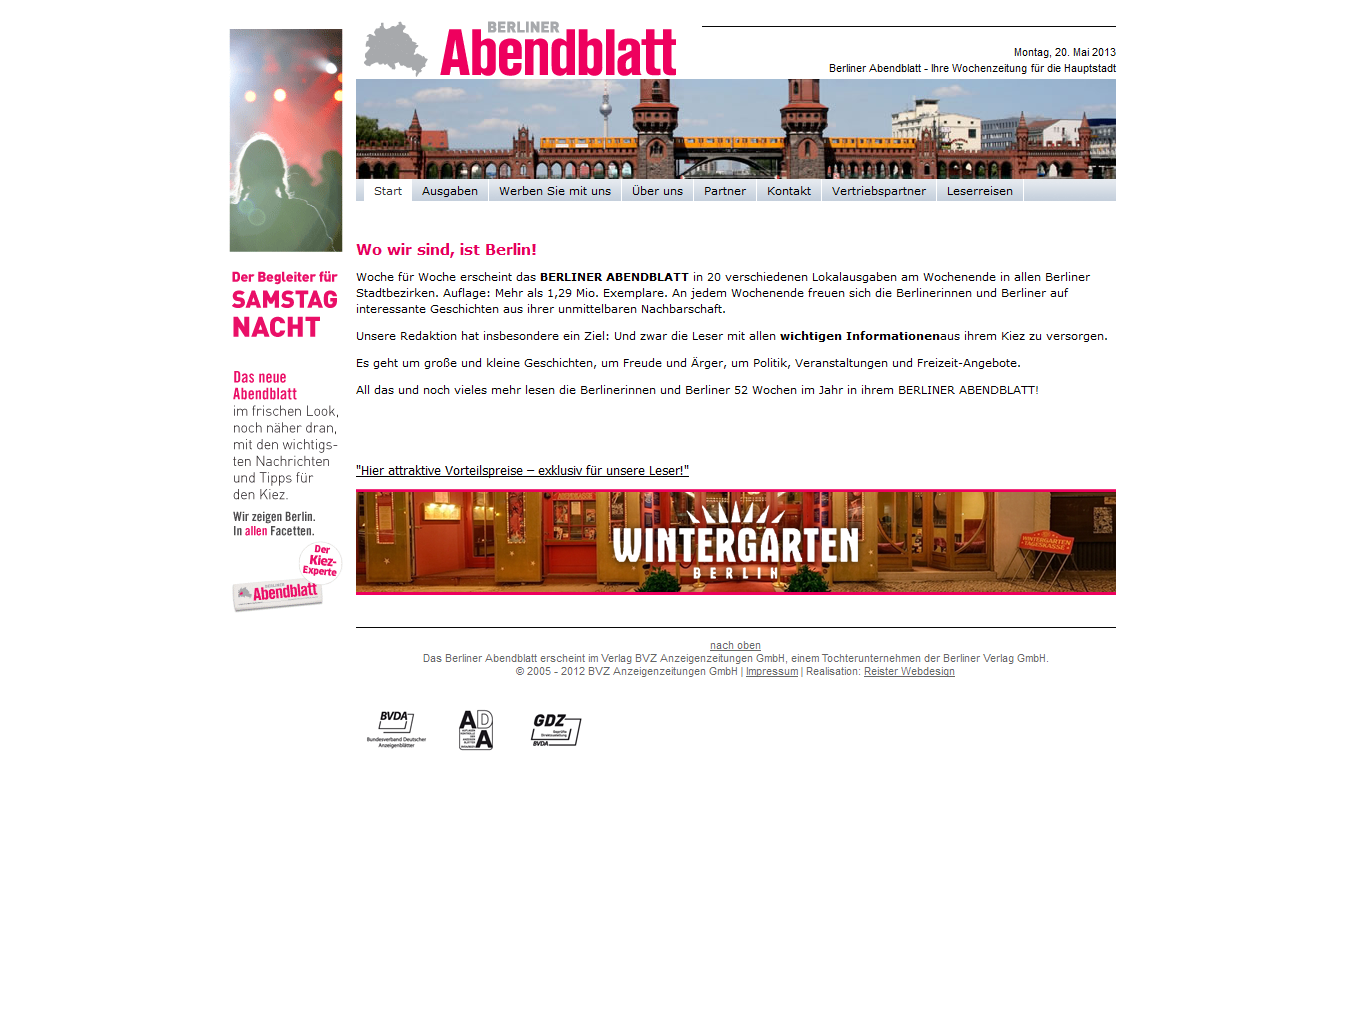 BERLINER
Abendblatt
Montag, 20. Mai 2013
Berliner Abendblatt - Ihre Wochenzeitung für die Hauptstadt
Start Ausgaben Werben Sie mit uns Über uns Partner Kontakt Vertriebspartner Leserreisen
Der Begleiter für
SAMSTAG
NACHT
Das neue
Abendblatt
im frischen Look,
noch näher dran,
mit den wichtigs-
ten Nachrichten
und Tipps für
den Kiez.
Wir zeigen Berlin.
In allen Facetten.
Der
Kiez-
Experte
BERLINER
Abendblatt
Wo wir sind, ist Berlin!
Woche für Woche erscheint das BERLINER ABENDBLATT in 20 verschiedenen Lokalausgaben am Wochenende in allen Berliner
Stadtbezirken. Auflage: Mehr als 1,29 Mio. Exemplare. An jedem Wochenende freuen sich die Berlinerinnen und Berliner auf
interessante Geschichten aus ihrer unmittelbaren Nachbarschaft.
Unsere Redaktion hat insbesondere ein Ziel: Und zwar die Leser mit allen wichtigen Informationenaus ihrem Kiez zu versorgen.
Es geht um große und kleine Geschichten, um Freude und Ärger, um Politik, Veranstaltungen und Freizeit-Angebote.
All das und noch vieles mehr lesen die Berlinerinnen und Berliner 52 Wochen im Jahr in ihrem BERLINER ABENDBLATT!
"Hier attraktive Vorteilspreise – exklusiv für unsere Leser!"
WINTERGARTEN
BERLIN
WINTERGARTEN
TAGESKASSE
nach oben
Das Berliner Abendblatt erscheint im Verlag BVZ Anzeigenzeitungen GmbH, einem Tochterunternehmen der Berliner Verlag GmbH.
© 2005 - 2012 BVZ Anzeigenzeitungen GmbH | Impressum | Realisation: Reister Webdesign
BVDA
Bundesverband Deutscher
Anzeigenblätter
ADA
GDZ
BVDA